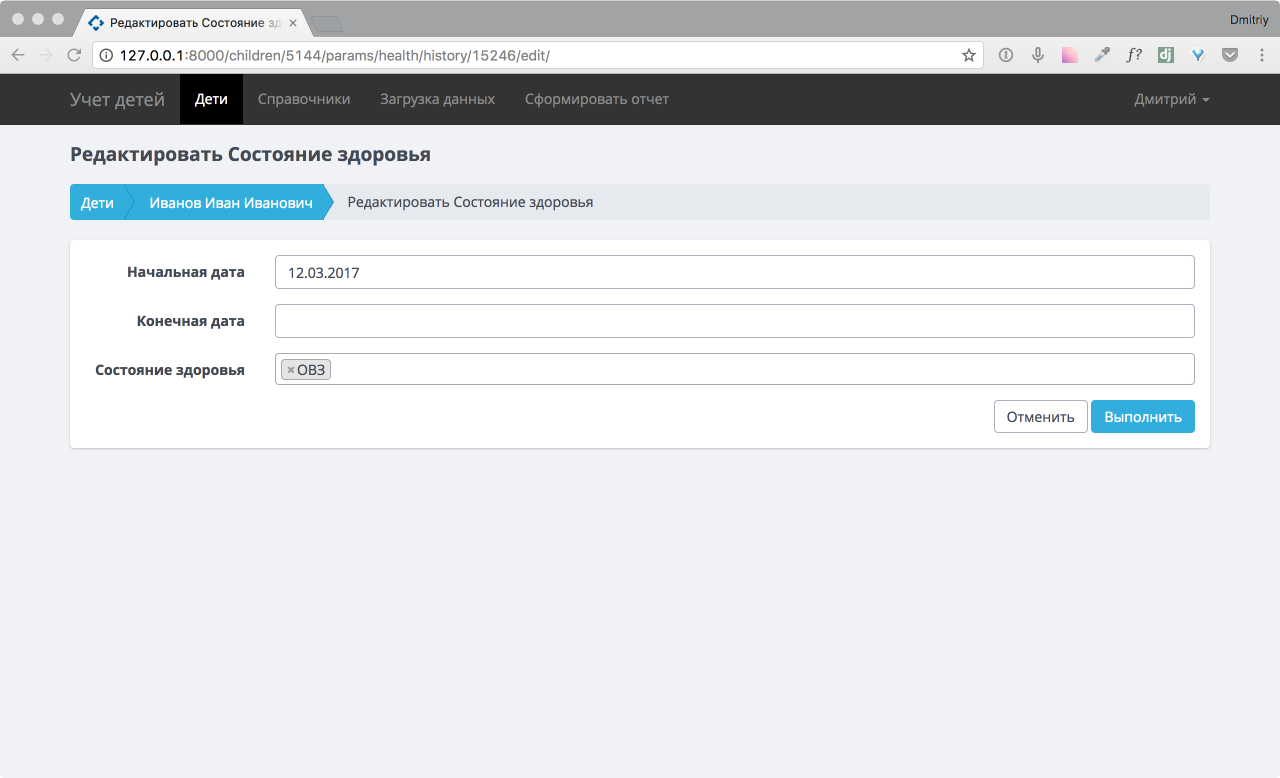 Dmitriy
Редактировать Состояние зд
127.0.0.1:8000/children/5144/params/health/history/15246/edit/
f?
dj
Учет детей Дети Справочники Загрузка данных Сформировать отчет Дмитрий
Редактировать Состояние здоровья
Дети Иванов Иван Иванович Редактировать Состояние здоровья
Начальная дата 12.03.2017
Конечная дата
Состояние здоровья ×ОВЗ
Отменить Выполнить